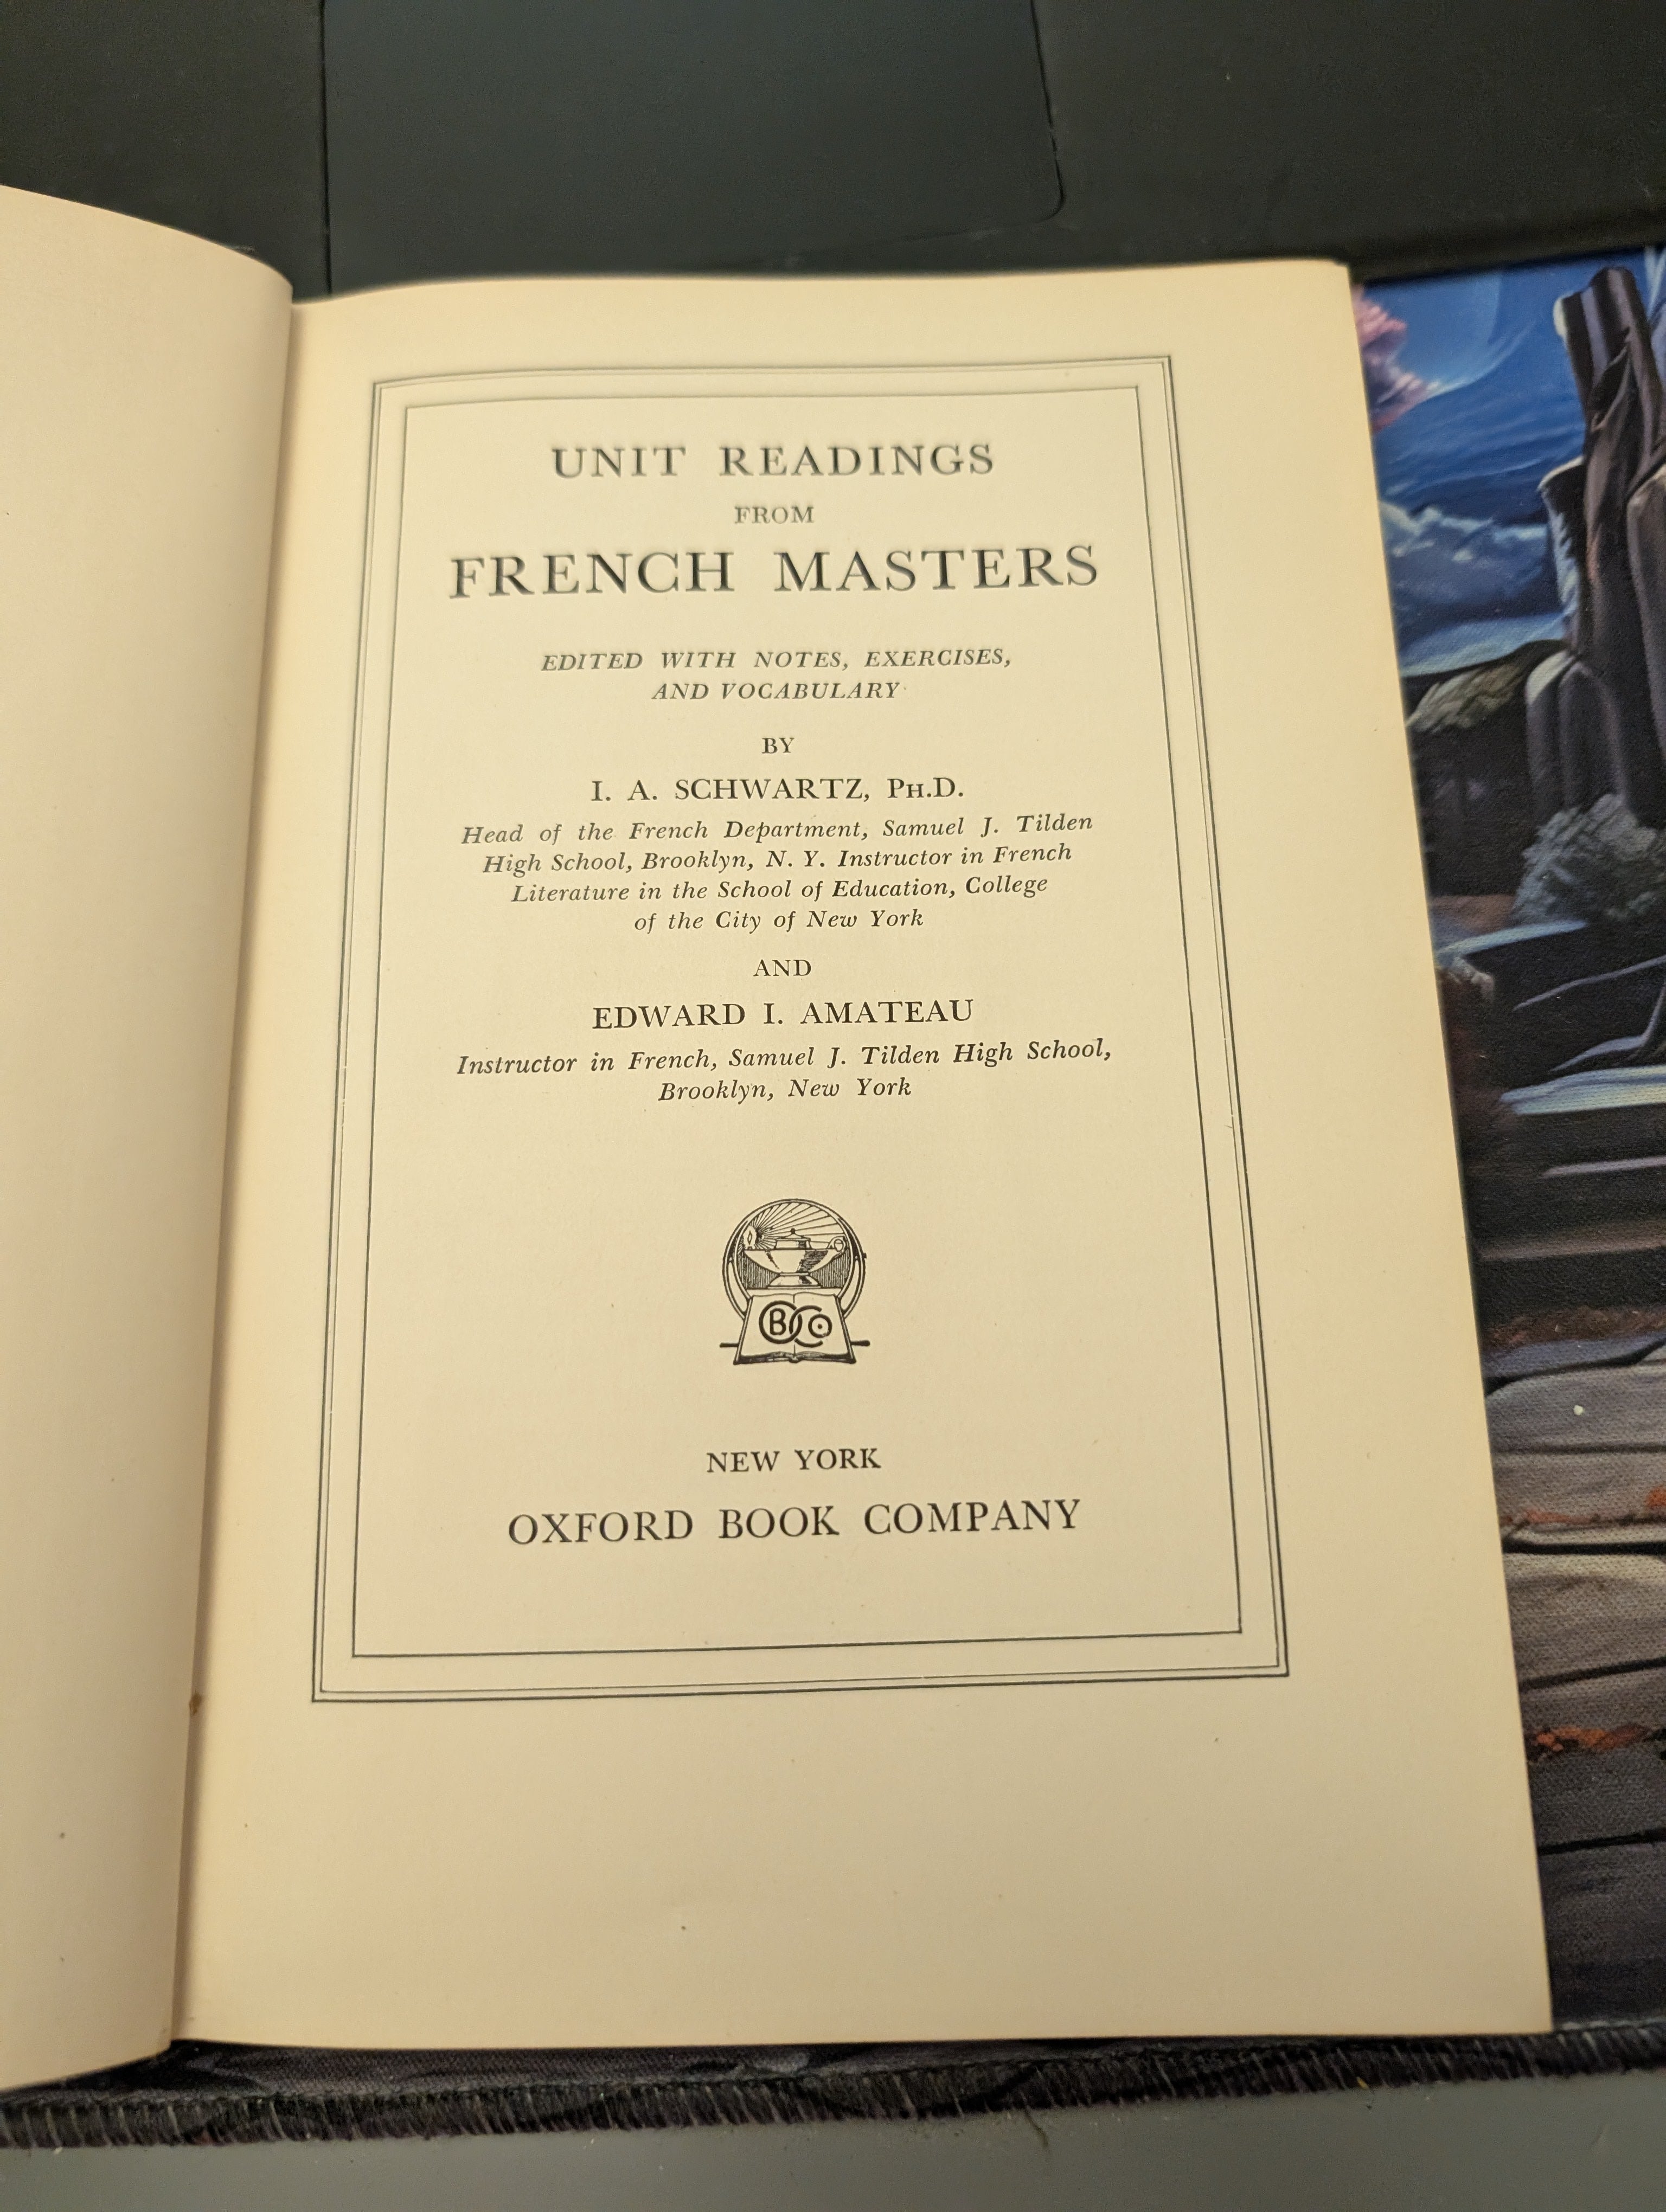 UNIT READINGS
FROM
FRENCH MASTERS
EDITED WITH NOTES, EXERCISES,
AND VOCABULARY
BY
I. A. SCHWARTZ, PH.D.
Head of the French Department, Samuel J. Tilden
High School, Brooklyn, N. Y. Instructor in French
Literature in the School of Education, College
of the City of New York
AND
EDWARD I. AMATEAU
Instructor in French, Samuel J. Tilden High School,
Brooklyn, New York
OBCo
NEW YORK
OXFORD BOOK COMPANY